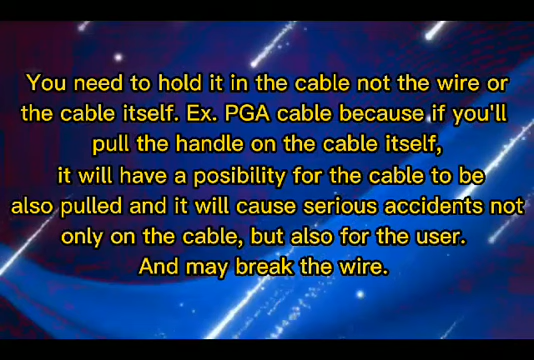 You need to hold it in the cable not the wire or
the cable itself. Ex. PGA cable because if you'll
pull the handle on the cable itself,
it will have a posibility for the cable to be
also pulled and it will cause serious accidents not
only on the cable, but also for the user.
And may break the wire.